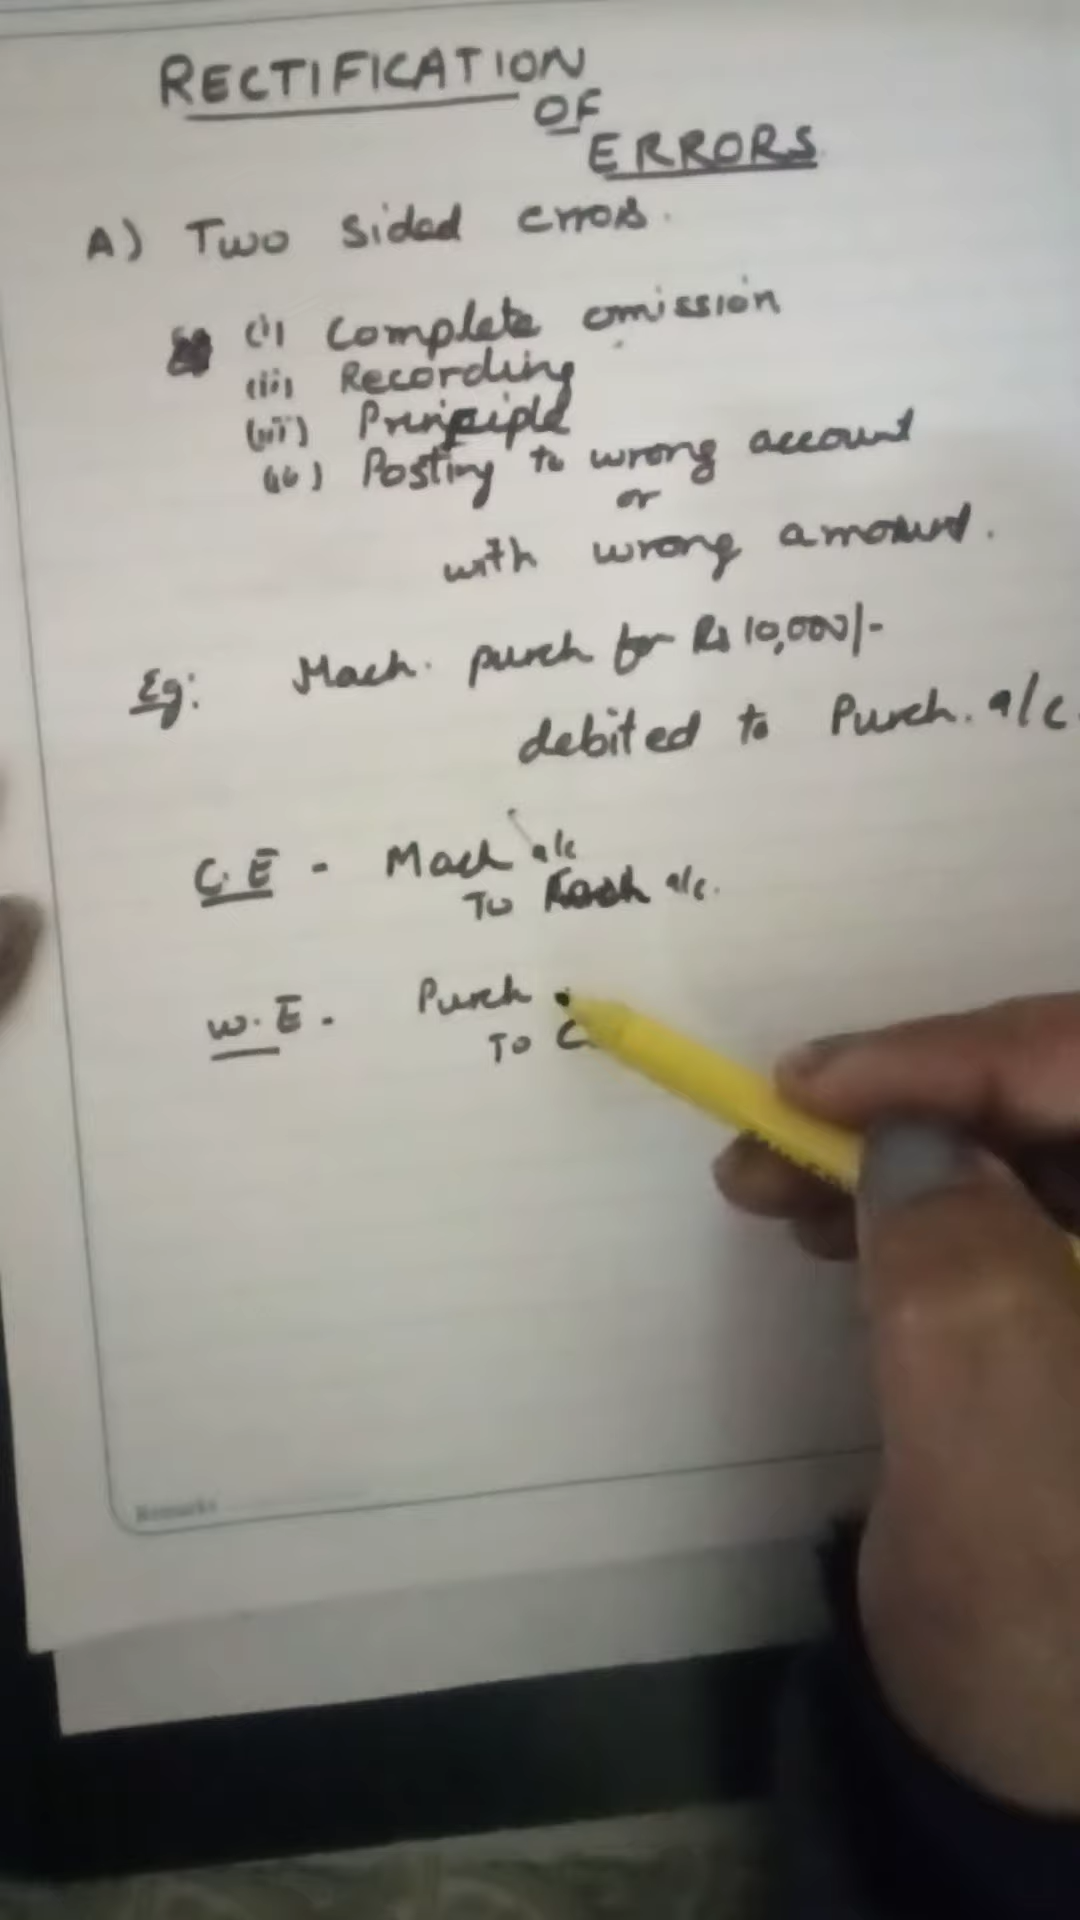 RECTIFICATION
OF
ERRORS
A) Two sided errors.
(i) Complete omission
(ii) Recording
(iii) Principle
(iv) Posting to wrong account
or
with wrong amount.
Eg: Mach. purch for Rs 10,000/-
debited to Purch. a/c.
C.E - Mach a/c
To Cash a/c.
W.E. Purch
To C
Remarks